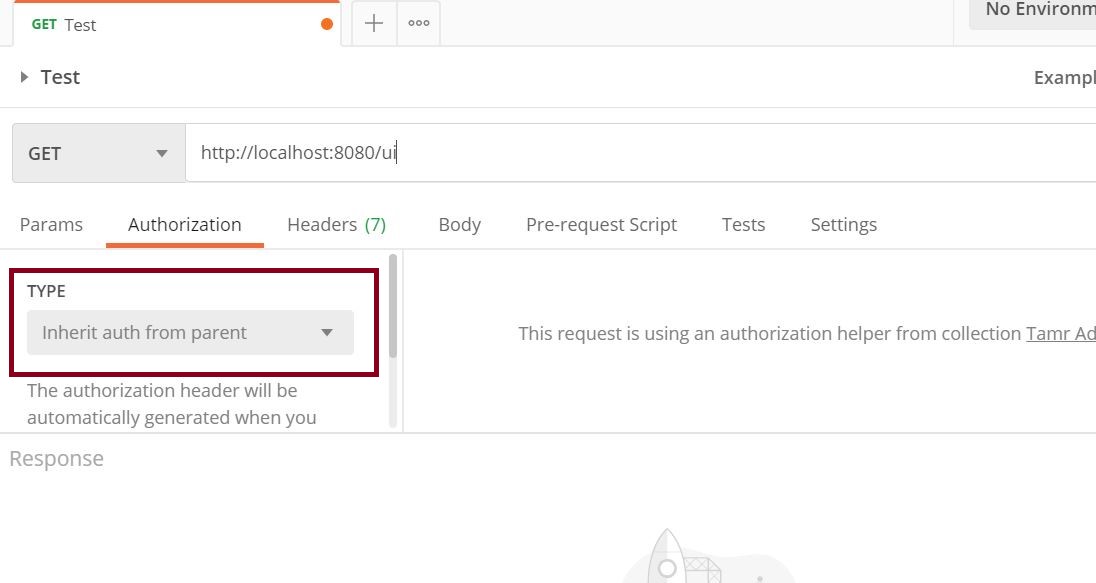 GET Test
No Environm
Test
Exampl
GET
http://localhost:8080/ui
Params Authorization Headers (7) Body Pre-request Script Tests Settings
TYPE
Inherit auth from parent
This request is using an authorization helper from collection Tamr Ad
The authorization header will be
automatically generated when you
Response